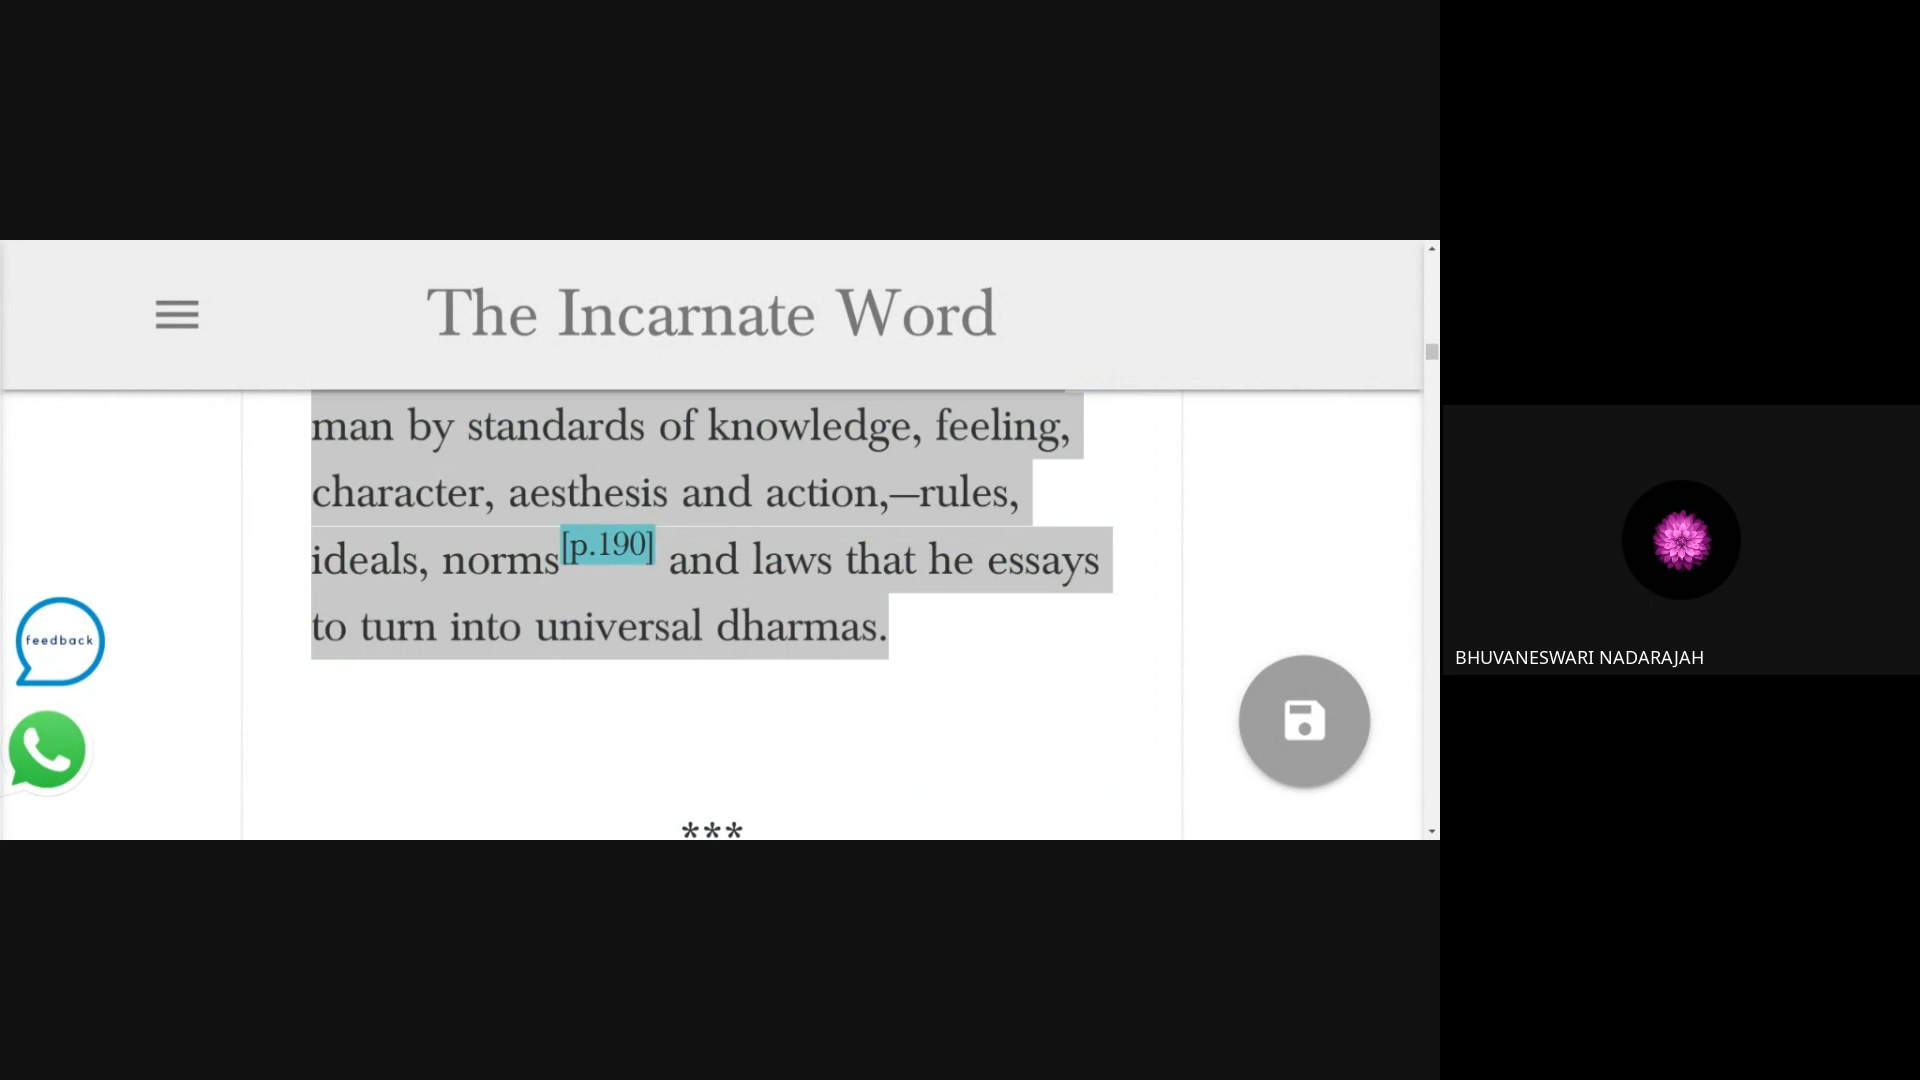 The Incarnate Word
man by standards of knowledge, feeling,
character, aesthesis and action,—rules,
ideals, norms[p.190] and laws that he essays
to turn into universal dharmas.
***
feedback
BHUVANESWARI NADARAJAH